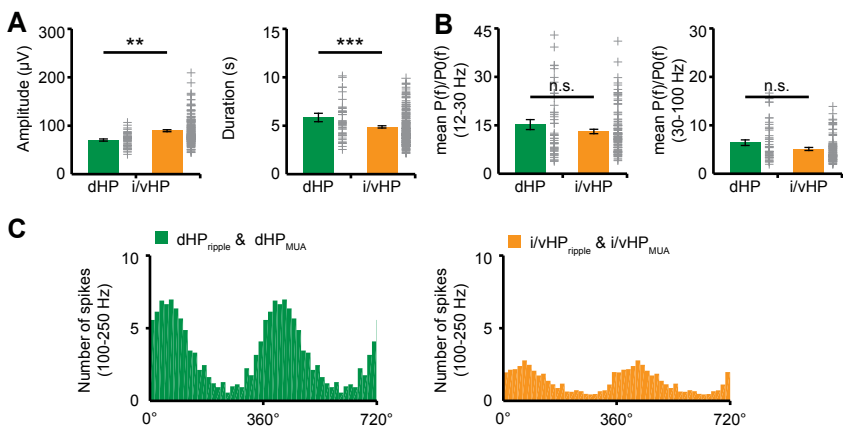 A
Amplitude (µV)
300
200
100
0
**
dHP i/vHP
Duration (s)
15
10
5
0
***
dHP i/vHP
B
mean P(f)/P0(f)
(12-30 Hz)
45
30
15
0
n.s.
dHP i/vHP
mean P(f)/P0(f)
(30-100 Hz)
30
20
10
0
n.s.
dHP i/vHP
C
dHPripple & dHPMUA
Number of spikes
(100-250 Hz)
10
5
0
0° 360° 720°
i/vHPripple & i/vHPMUA
Number of spikes
(100-250 Hz)
10
5
0
0° 360° 720°